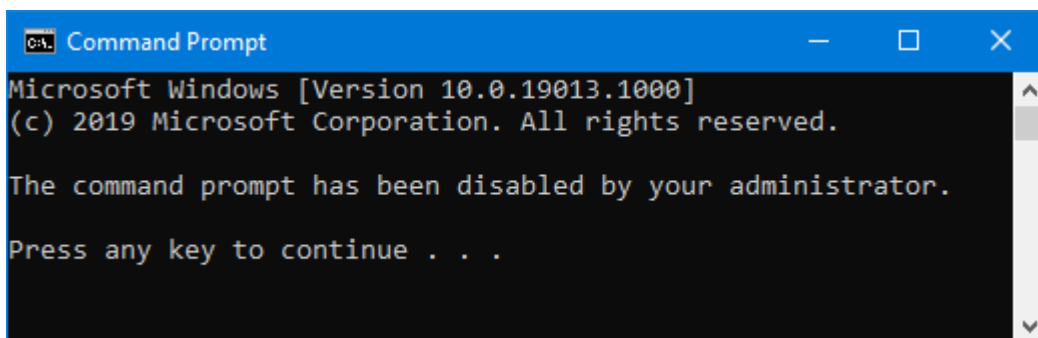 Command Prompt
Microsoft Windows [Version 10.0.19013.1000]
(c) 2019 Microsoft Corporation. All rights reserved.
The command prompt has been disabled by your administrator.
Press any key to continue . . .